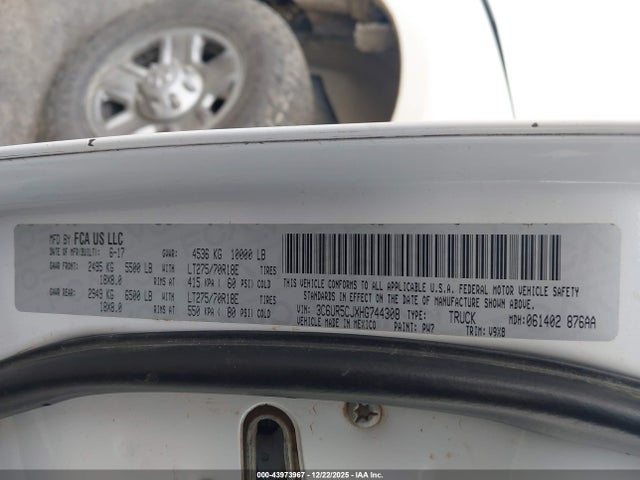 MFD BY FCA US LLC
DATE OF MFR(BUILT): 6-17 GVWR: 4536 KG 10000 LB
GAWR FRONT: 2495 KG 5500 LB WITH LT275/70R18E TIRES
18X8.0 RIMS AT 415 KPA ( 60 PSI) COLD
GAWR REAR: 2949 KG 6500 LB WITH LT275/70R18E TIRES
18X8.0 RIMS AT 550 KPA ( 80 PSI) COLD
THIS VEHICLE CONFORMS TO ALL APPLICABLE U.S.A. FEDERAL MOTOR VEHICLE SAFETY
STANDARDS IN EFFECT ON THE DATE OF MANUFACTURE SHOWN ABOVE.
VIN: 3C6UR5CJXHG744308 TYPE: TRUCK MDH: 061402 876AA
VEHICLE MADE IN MEXICO PAINT: PW7 TRIM: V9X8
000-43973967 - 12/22/2025 - IAAI.com, Inc.